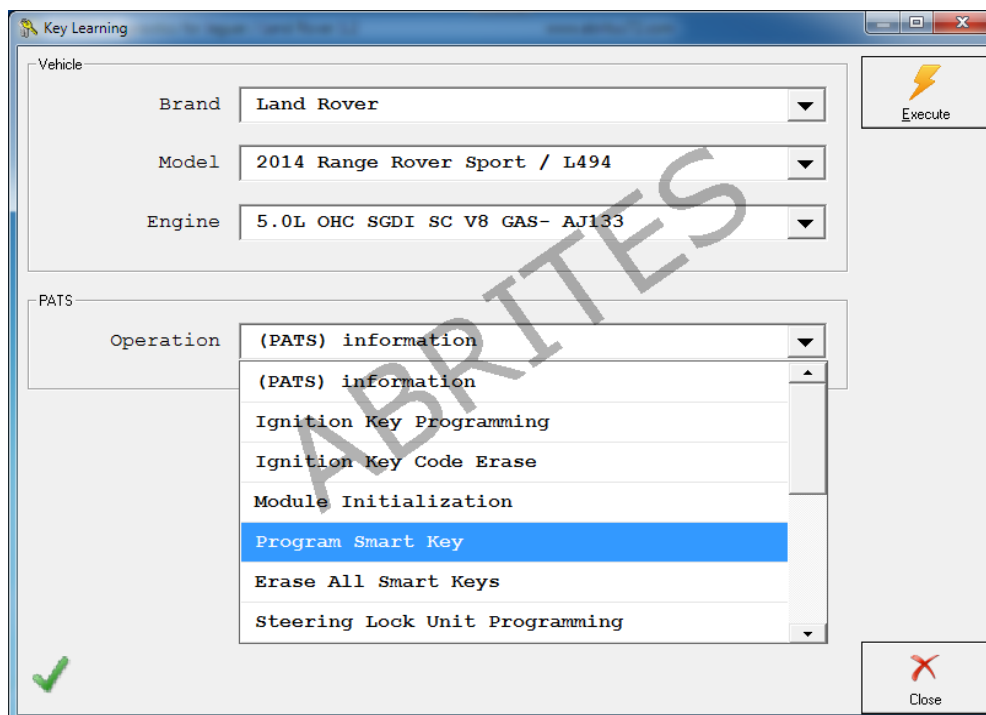 Key Learning
Vehicle
Brand Land Rover
Execute
Model 2014 Range Rover Sport / L494
Engine 5.0L OHC SGDI SC V8 GAS- AJ133
PATS
Operation (PATS) information
(PATS) information
Ignition Key Programming
Ignition Key Code Erase
Module Initialization
Program Smart Key
Erase All Smart Keys
Steering Lock Unit Programming
Close
ABRITES